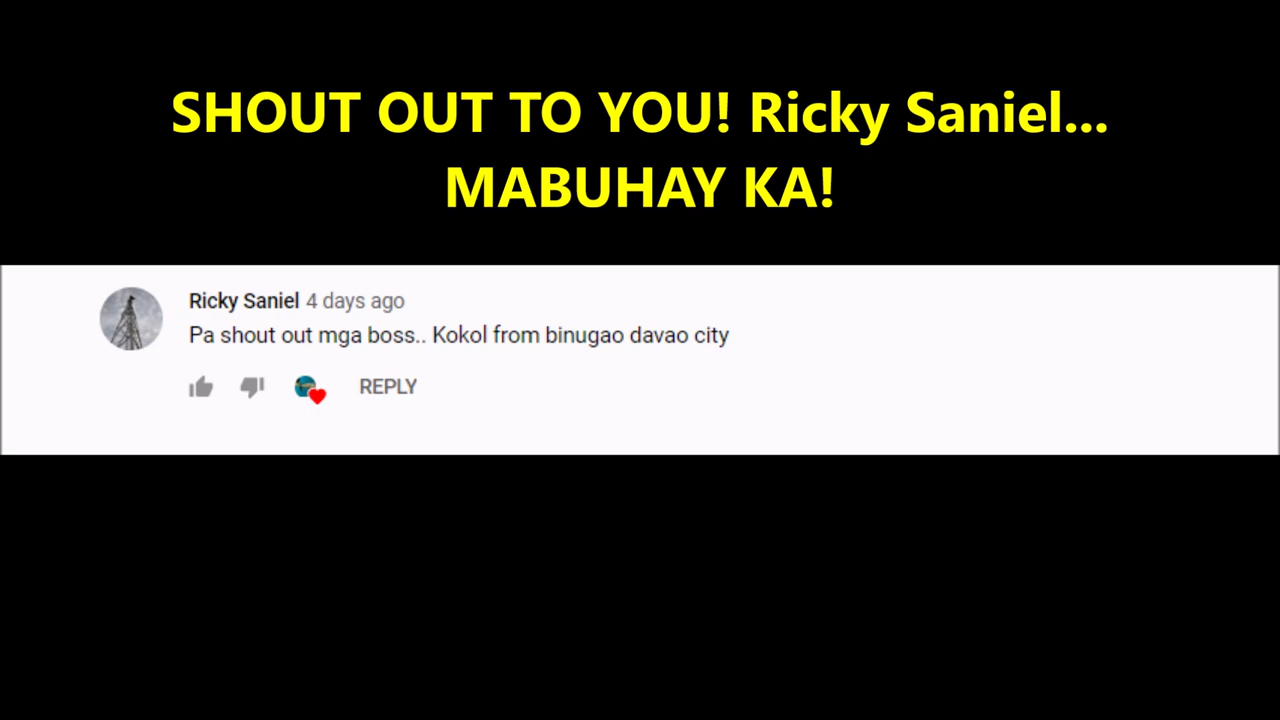 SHOUT OUT TO YOU! Ricky Saniel...
MABUHAY KA!
Ricky Saniel 4 days ago
Pa shout out mga boss.. Kokol from binugao davao city
REPLY